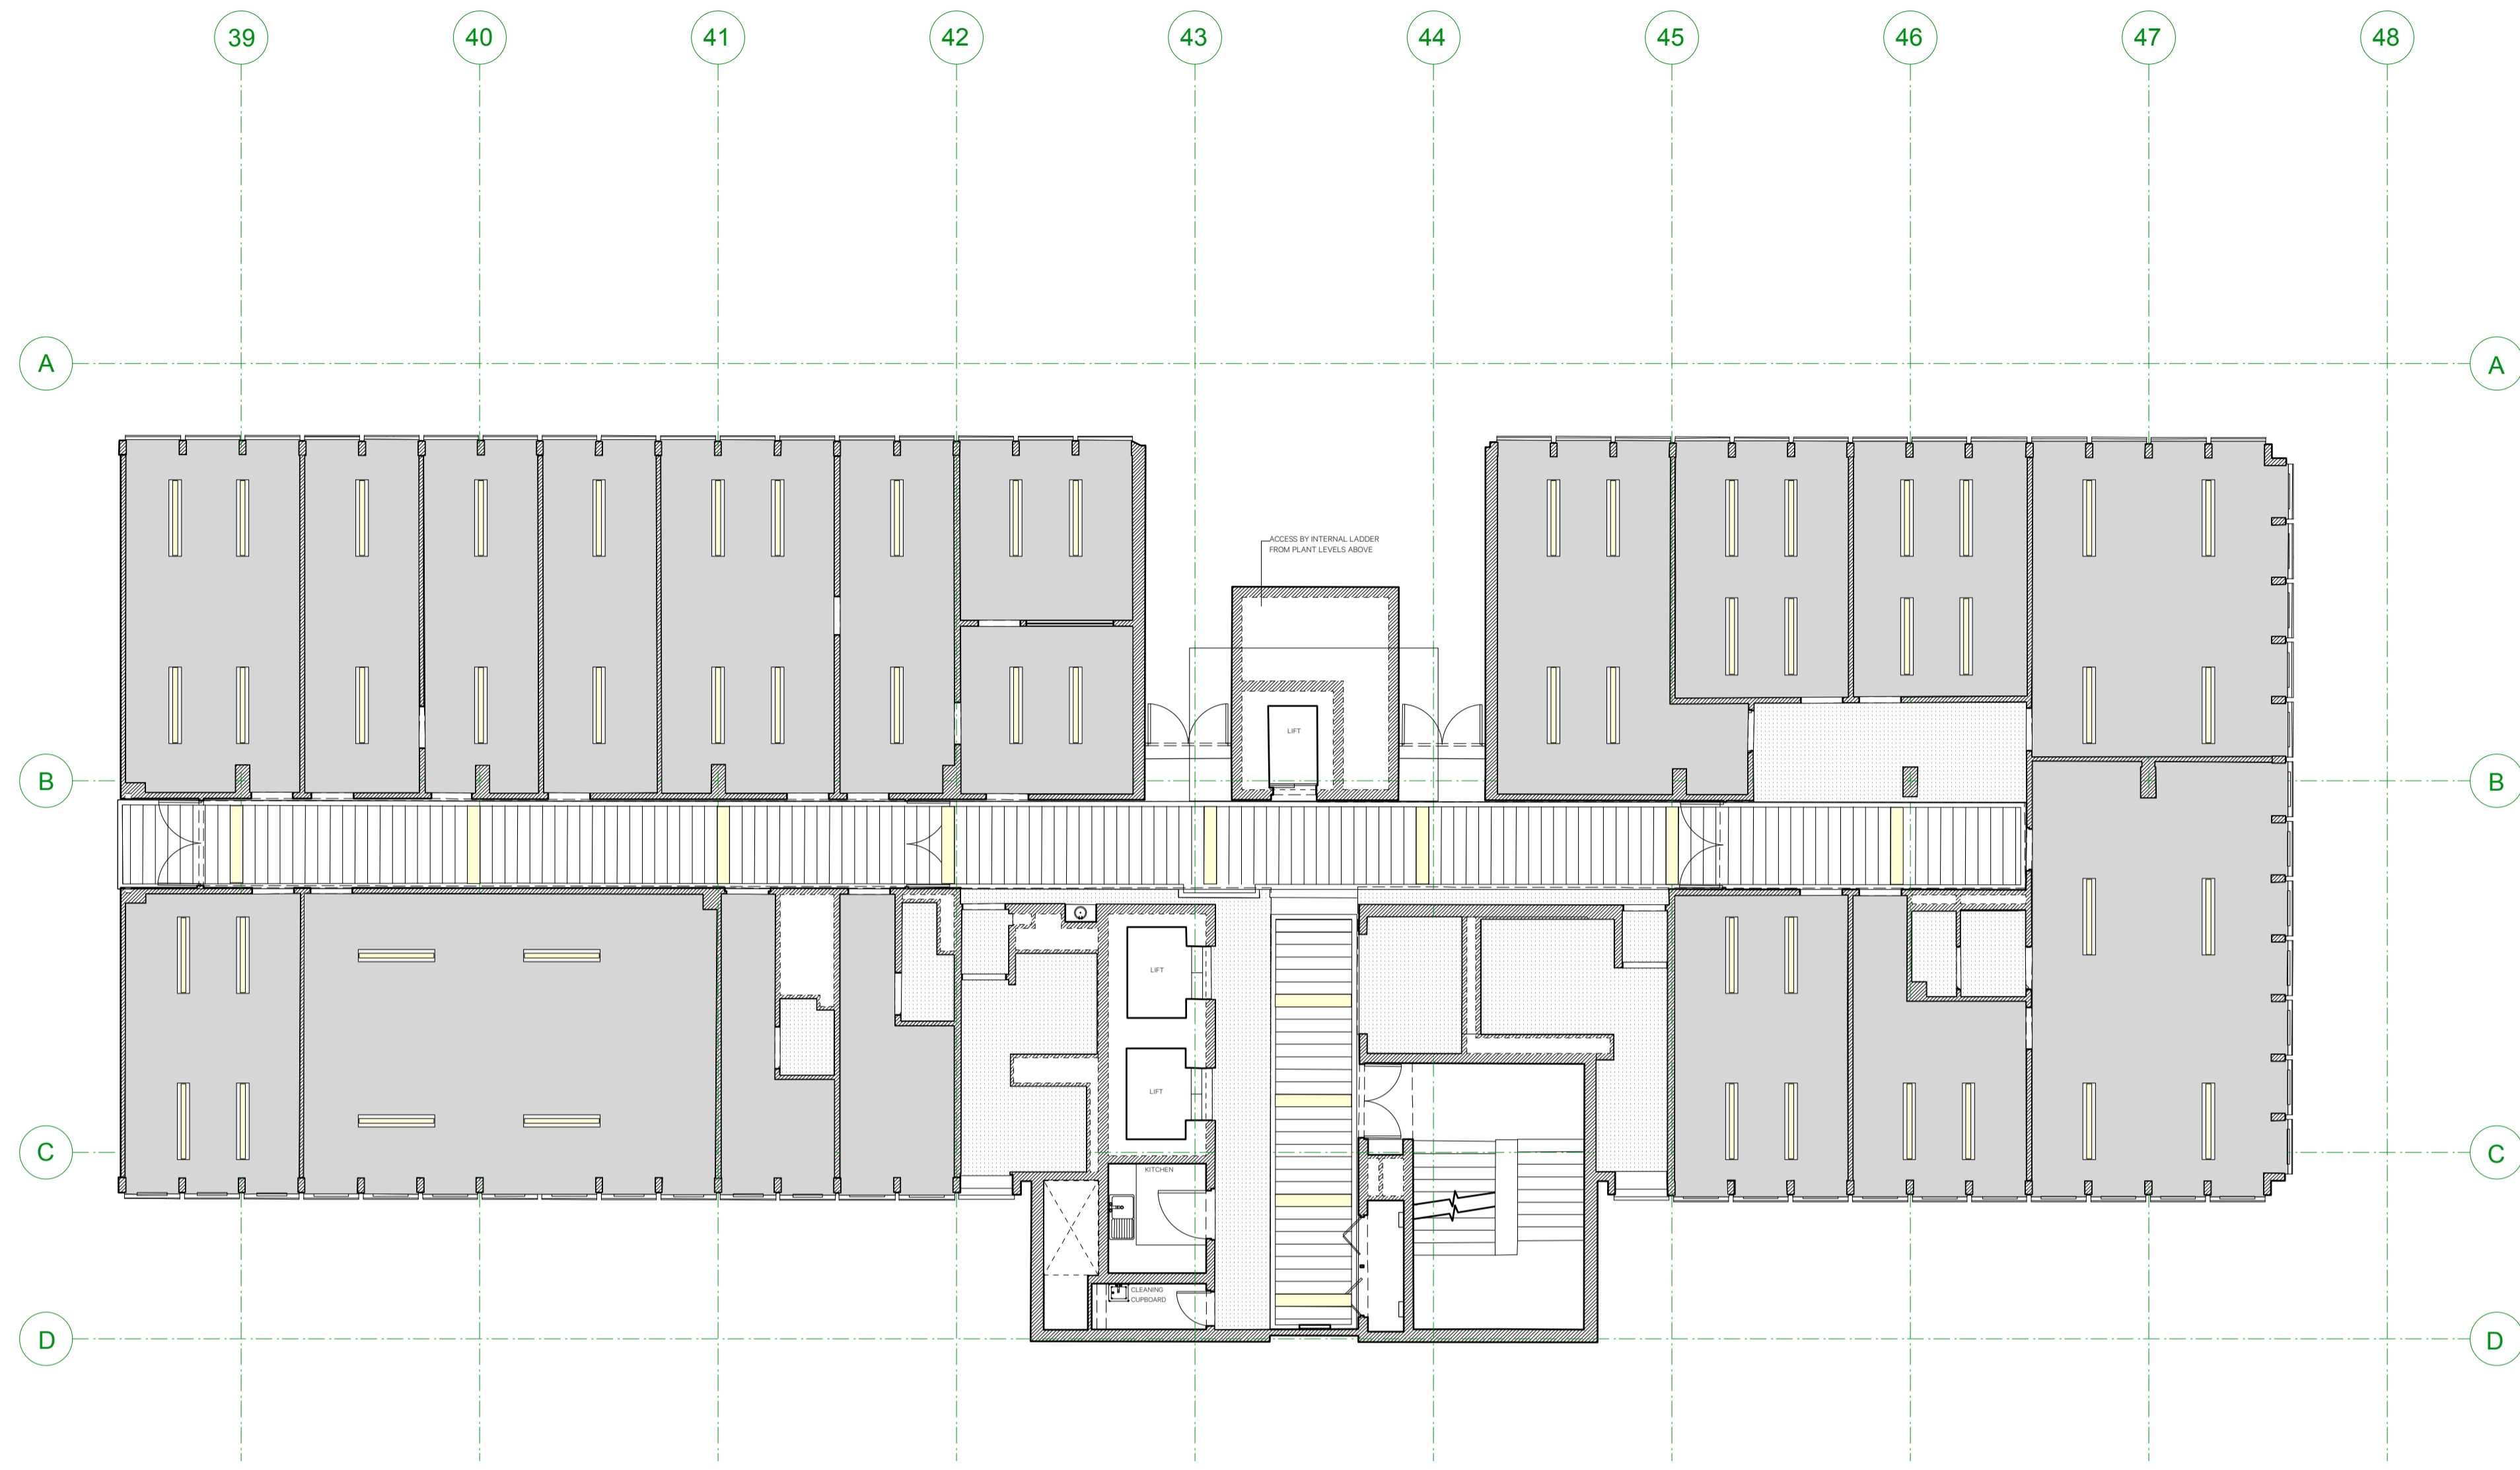 39 40 41 42 43 44 45 46 47 48
A A
ACCESS BY INTERNAL LADDER
FROM PLANT LEVELS ABOVE
LIFT
B B
LIFT
LIFT
C C
KITCHEN
CLEANING
CUPBOARD
D D